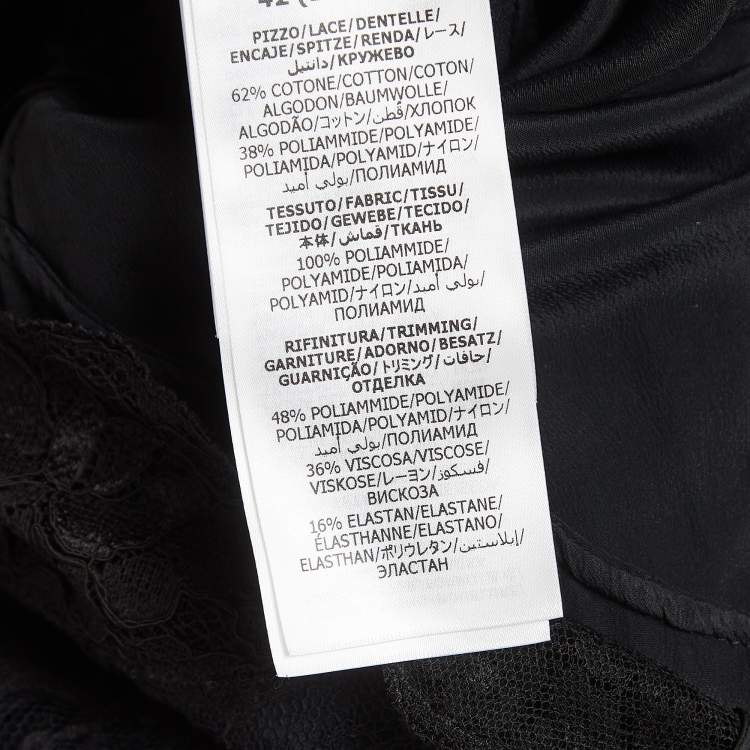 PIZZO/LACE/DENTELLE/
ENCAJE/SPITZE/RENDA/レース/
دانتيل/КРУЖЕВО
62% COTONE/COTTON/COTON/
ALGODON/BAUMWOLLE/
ALGODÃO/コットン/قُطن/ХЛОПОК
38% POLIAMMIDE/POLYAMIDE/
POLIAMIDA/POLYAMID/ナイロン/
بولي أميد/ПОЛИАМИД
TESSUTO/FABRIC/TISSU/
TEJIDO/GEWEBE/TECIDO/
本体/قماش/ТКАНЬ
100% POLIAMMIDE/
POLYAMIDE/POLIAMIDA/
POLYAMID/ナイロン/بولي أميد/
ПОЛИАМИД
RIFINITURA/TRIMMING/
GARNITURE/ADORNO/BESATZ/
GUARNIÇÃO/トリミング/حافات/
ОТДЕЛКА
48% POLIAMMIDE/POLYAMIDE/
POLIAMIDA/POLYAMID/ナイロン/
بولي أميد/ПОЛИАМИД
36% VISCOSA/VISCOSE/
VISKOSE/レーヨン/فسكوز/
ВИСКОЗА
16% ELASTAN/ELASTANE/
ÉLASTHANNE/ELASTANO/
ELASTHAN/ポリウレタン/إيلاستين/
ЭЛАСТАН